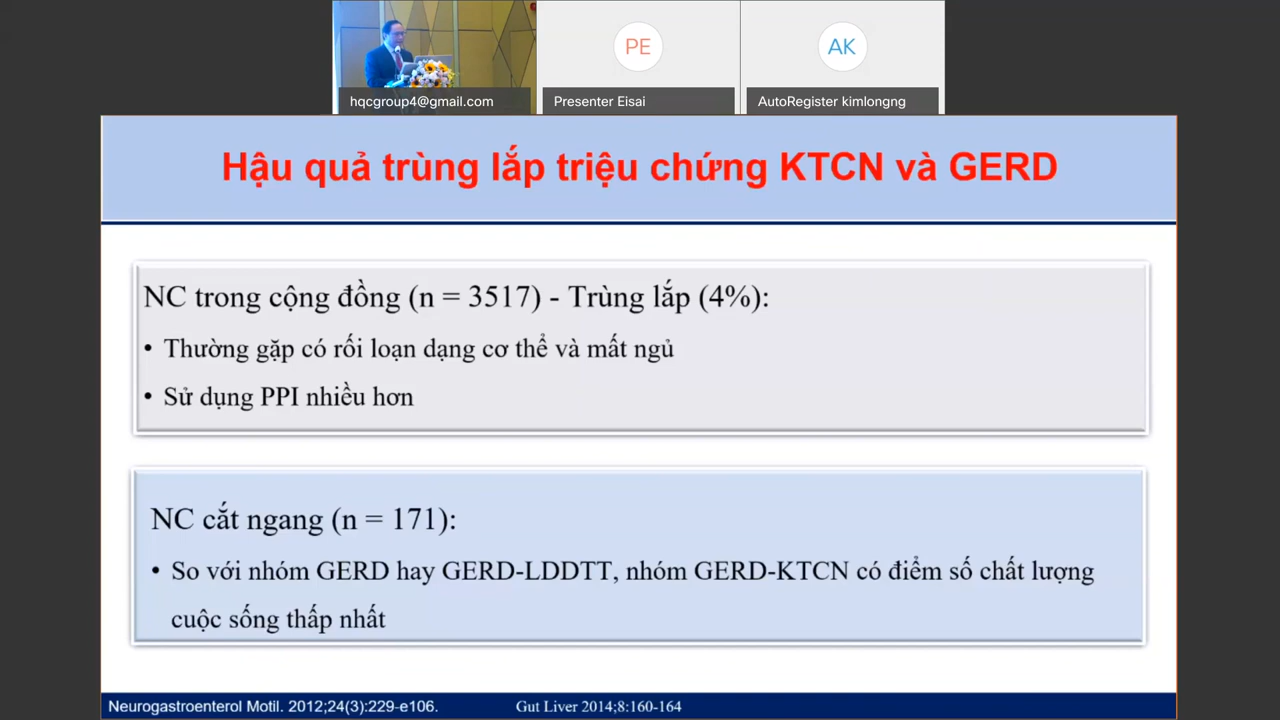 PE
AK
hqcgroup4@gmail.com
Presenter Eisai
AutoRegister kimlongng
Hậu quả trùng lắp triệu chứng KTCN và GERD
NC trong cộng đồng (n = 3517) - Trùng lắp (4%):
• Thường gặp có rối loạn dạng cơ thể và mất ngủ
• Sử dụng PPI nhiều hơn
NC cắt ngang (n = 171):
• So với nhóm GERD hay GERD-LDDTT, nhóm GERD-KTCN có điểm số chất lượng
cuộc sống thấp nhất
Neurogastroenterol Motil. 2012;24(3):229-e106.
Gut Liver 2014;8:160-164